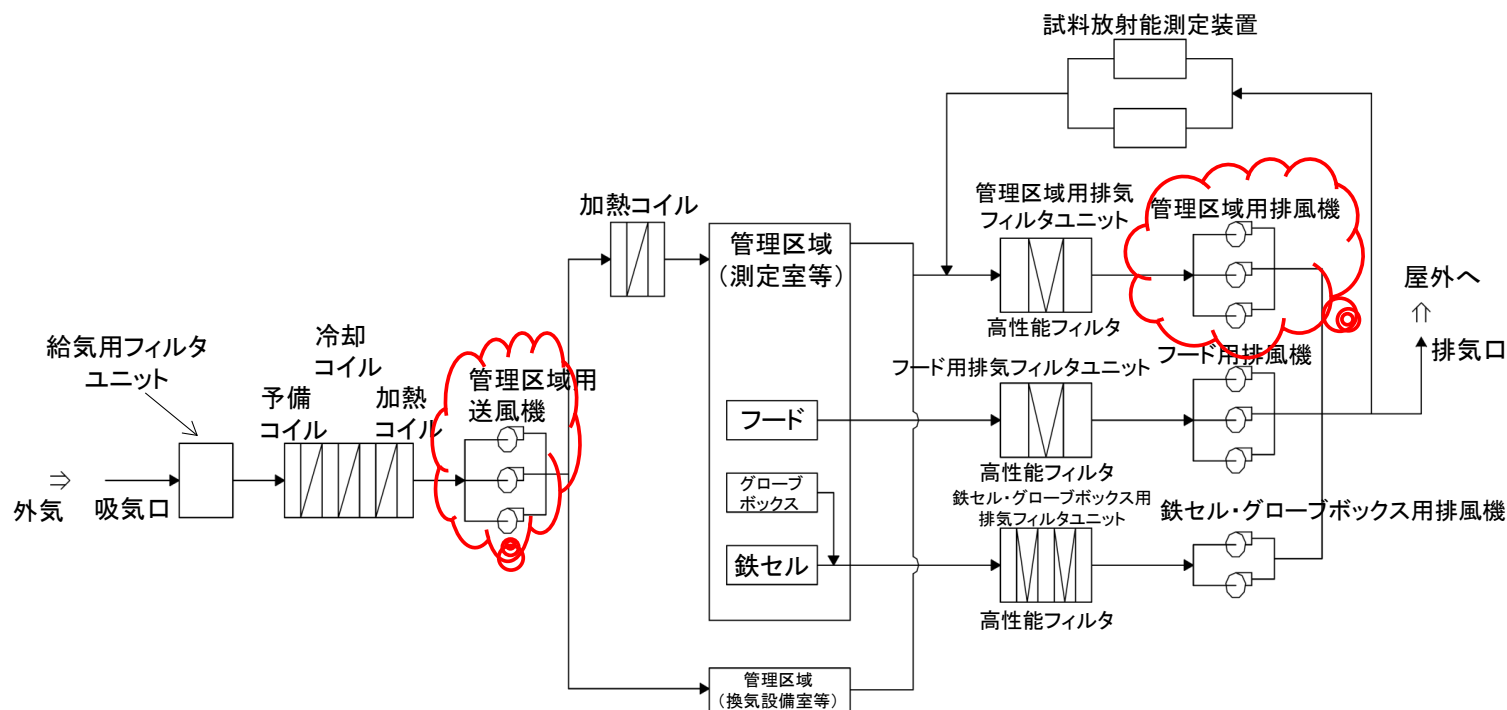 試料放射能測定装置
加熱コイル
管理区域
（測定室等）
管理区域用排気
フィルタユニット
高性能フィルタ
管理区域用排風機
屋外へ
⇑
排気口
給気用フィルタ
ユニット
冷却
コイル
予備
コイル
加熱
コイル
管理区域用
送風機
フード用排気フィルタユニット
フード用排風機
フード
高性能フィルタ
グローブ
ボックス
鉄セル・グローブボックス用
排気フィルタユニット
鉄セル・グローブボックス用排風機
⇒
外気
吸気口
鉄セル
高性能フィルタ
管理区域
（換気設備室等）